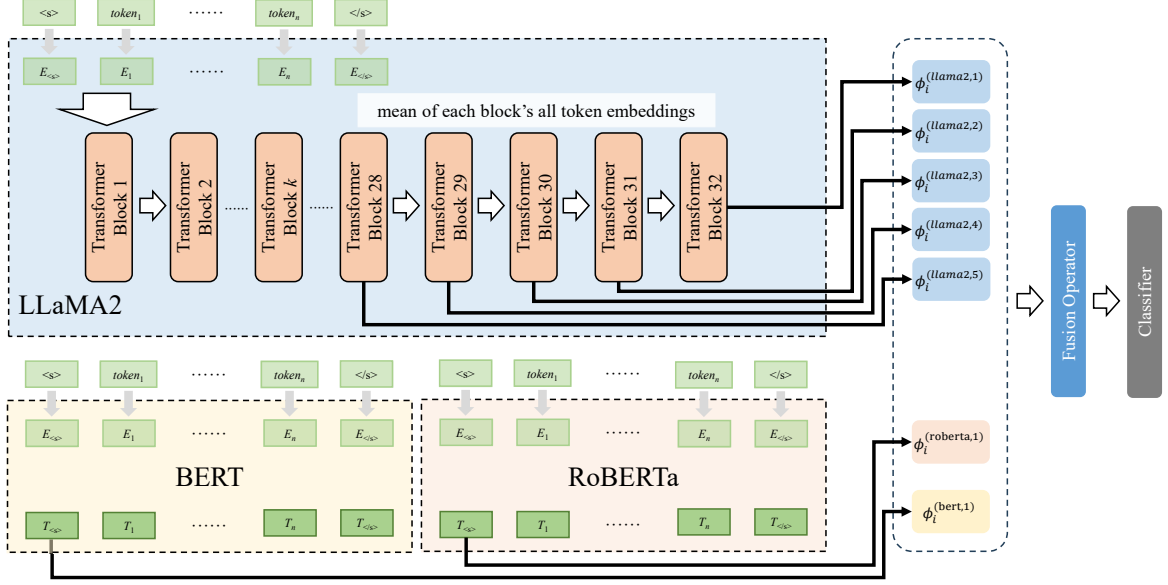 <s> token₁ ⋯⋯ tokenₙ </s>
E<s> E₁ ⋯⋯ Eₙ E</s>
mean of each block's all token embeddings
Transformer Block 1
Transformer Block 2
......
Transformer Block k
......
Transformer Block 28
Transformer Block 29
Transformer Block 30
Transformer Block 31
Transformer Block 32
LLaMA2
ϕᵢ^(llama2,1)
ϕᵢ^(llama2,2)
ϕᵢ^(llama2,3)
ϕᵢ^(llama2,4)
ϕᵢ^(llama2,5)
<s> token₁ ⋯⋯ tokenₙ </s>
E<s> E₁ ⋯⋯ Eₙ E</s>
BERT
T<s> T₁ ⋯⋯ Tₙ T</s>
<s> token₁ ⋯⋯ tokenₙ </s>
E<s> E₁ ⋯⋯ Eₙ E</s>
RoBERTa
T<s> T₁ ⋯⋯ Tₙ T</s>
ϕᵢ^(roberta,1)
ϕᵢ^(bert,1)
Fusion Operator
Classifier